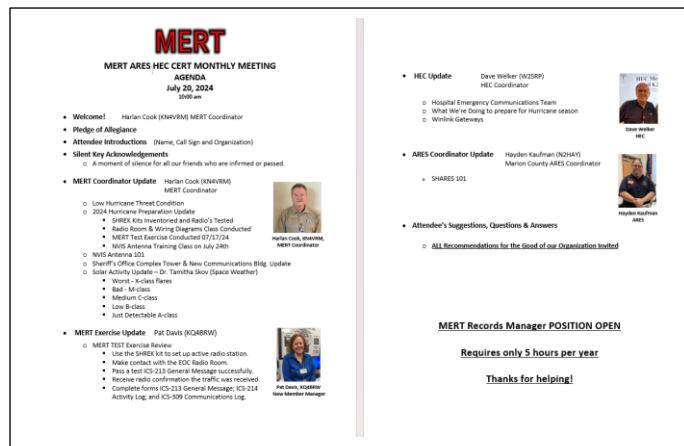 MERT
MERT ARES HEC CERT MONTHLY MEETING
AGENDA
July 20, 2024
10:00 am
• Welcome! Harlan Cook (KN4VRM) MERT Coordinator
• Pledge of Allegiance
• Attendee Introductions (Name, Call Sign and Organization)
• Silent Key Acknowledgements
○ A moment of silence for all our friends who are infirmed or passed.
• MERT Coordinator Update Harlan Cook (KN4VRM)
MERT Coordinator
○ Low Hurricane Threat Condition
○ 2024 Hurricane Preparation Update
▪ SHREK Kits Inventoried and Radio's Tested
▪ Radio Room & Wiring Diagrams Class Conducted
▪ MERT Test Exercise Conducted 07/17/24
▪ NVIS Antenna Training Class on July 24th
○ NVIS Antenna 101
○ Sheriff's Office Complex Tower & New Communications Bldg. Update
○ Solar Activity Update – Dr. Tamitha Skov (Space Weather)
▪ Worst - X-class flares
▪ Bad - M-class
▪ Medium C-class
▪ Low B-class
▪ Just Detectable A-class
Harlan Cook, KN4VRM,
MERT Coordinator
• MERT Exercise Update Pat Davis (KQ4BRW)
○ MERT TEST Exercise Review
▪ Use the SHREK kit to set up active radio station.
▪ Make contact with the EOC Radio Room.
▪ Pass a test ICS-213 General Message successfully.
▪ Receive radio confirmation the traffic was received.
▪ Complete forms ICS-213 General Message; ICS-214
Activity Log; and ICS-309 Communications Log.
Pat Davis, KQ4BRW
New Member Manager
• HEC Update Dave Welker (W2SRP)
HEC Coordinator
○ Hospital Emergency Communications Team
○ What We're Doing to prepare for Hurricane season
○ Winlink Gateways
Dave Welker
HEC
• ARES Coordinator Update Hayden Kaufman (N2HAY)
Marion County ARES Coordinator
○ SHARES 101
Hayden Kaufman
ARES
• Attendee's Suggestions, Questions & Answers
○ ALL Recommendations for the Good of our Organization Invited
MERT Records Manager POSITION OPEN
Requires only 5 hours per year
Thanks for helping!